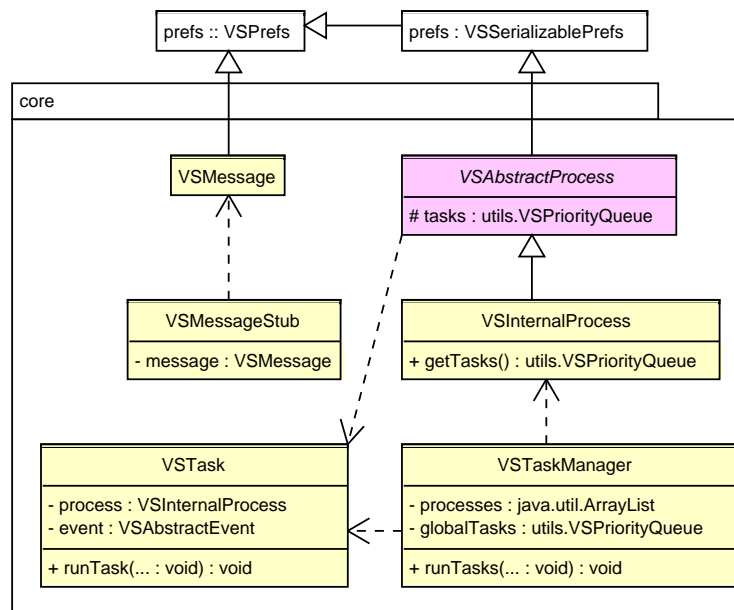 prefs :: VSPrefs
prefs : VSSerializablePrefs
core
VSMessage
VSAbstractProcess
# tasks : utils.VSPriorityQueue
VSMessageStub
- message : VSMessage
VSInternalProcess
+ getTasks() : utils.VSPriorityQueue
VSTask
- process : VSInternalProcess
- event : VSAbstractEvent
+ runTask(... : void) : void
VSTaskManager
- processes : java.util.ArrayList
- globalTasks : utils.VSPriorityQueue
+ runTasks(... : void) : void